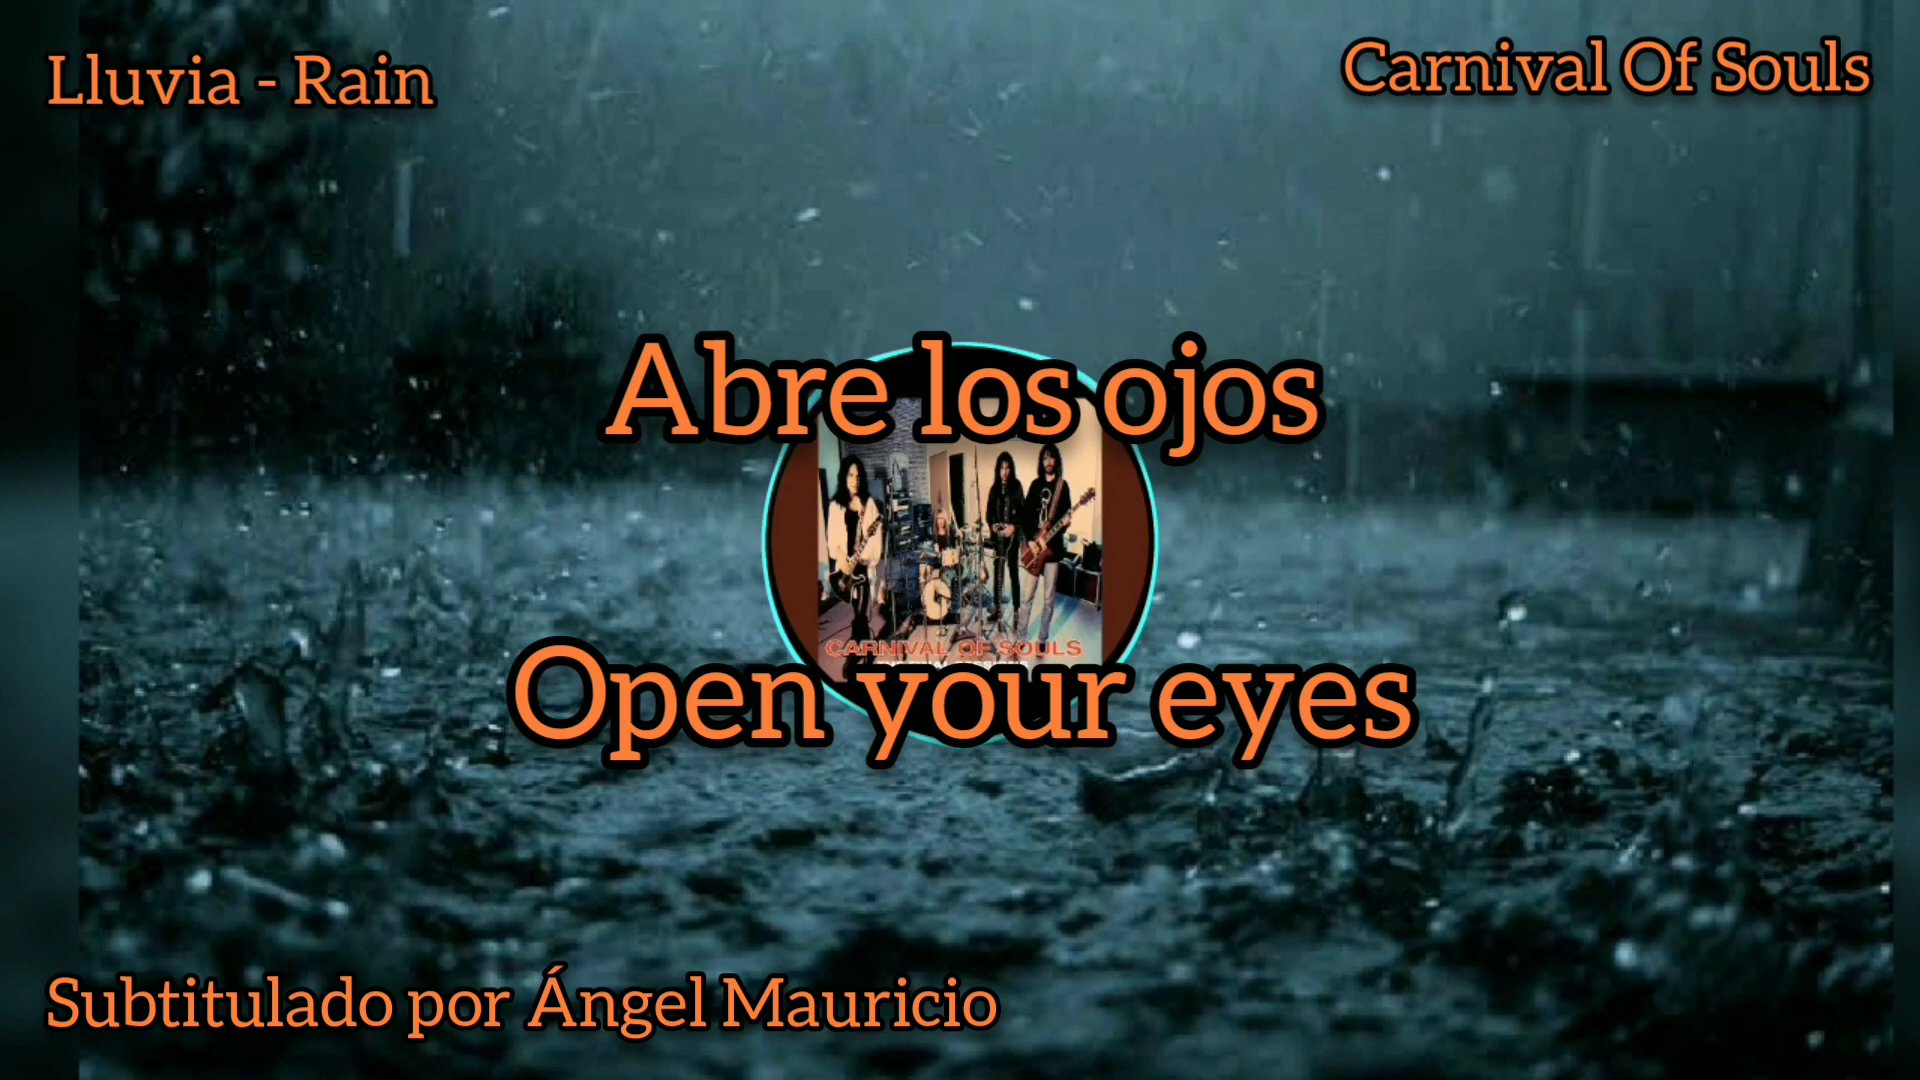 Lluvia - Rain
Carnival Of Souls
Abre los ojos
CARNIVAL OF SOULS
Open your eyes
Subtitulado por Ángel Mauricio